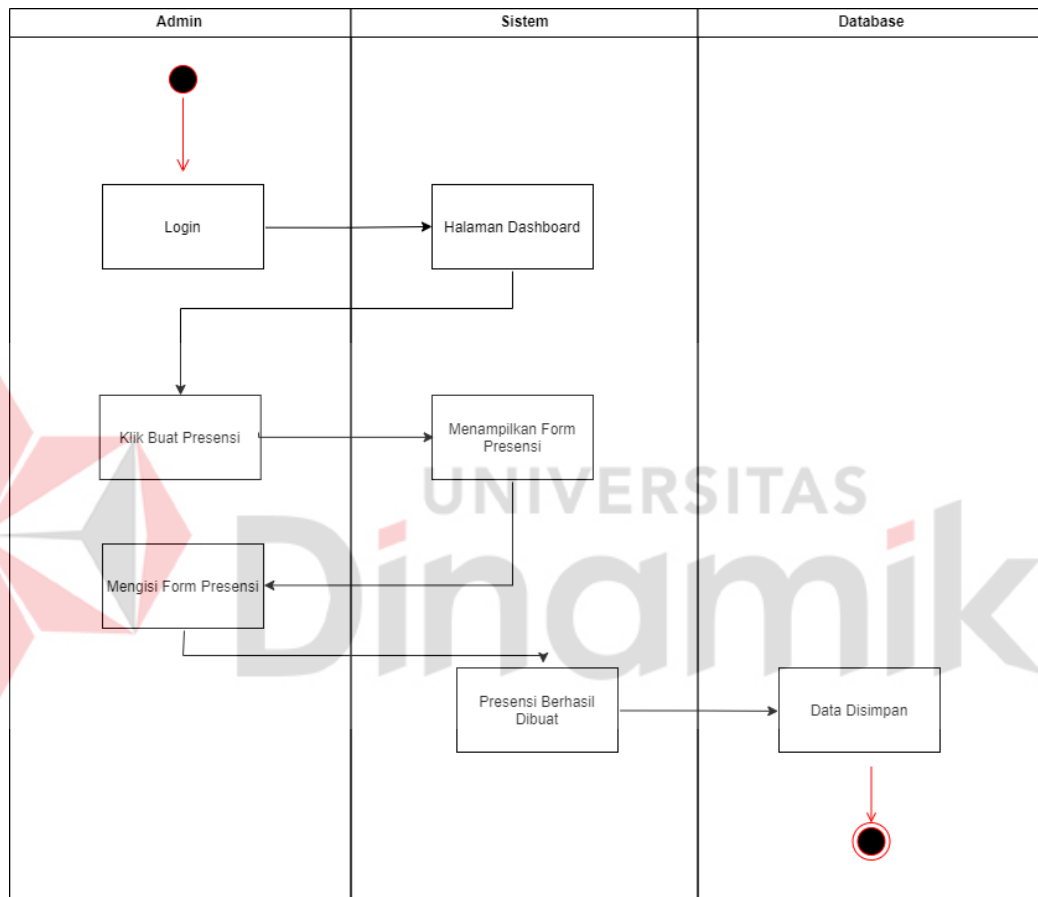 Admin
Sistem
Database
Login
Halaman Dashboard
Klik Buat Presensi
Menampilkan Form
Presensi
UNIVERSITAS
Dinamik
Mengisi Form Presensi
Presensi Berhasil
Dibuat
Data Disimpan